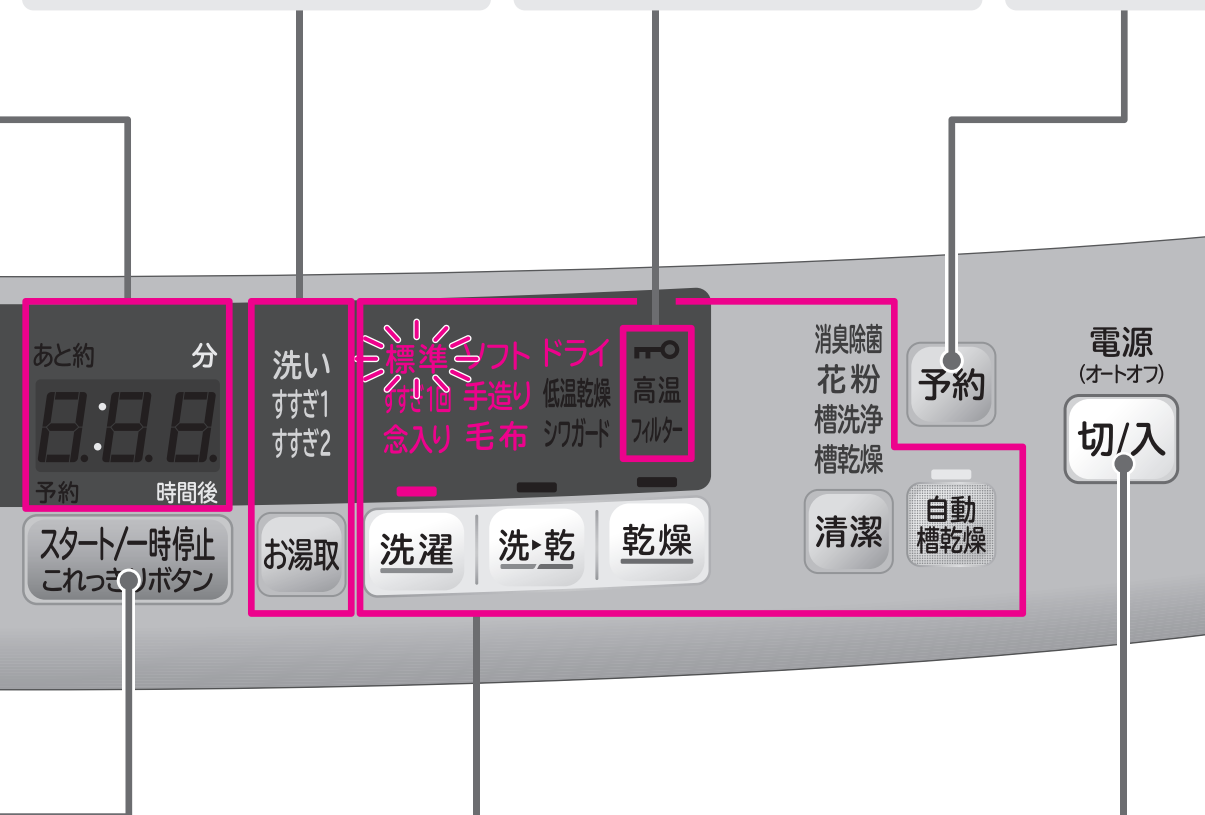 あと約 分
8:8.8.
予約 時間後
スタート/一時停止
これっきりボタン
洗い
すすぎ1
すすぎ2
お湯取
標準 ソフト ドライ
すすぎ1回 手造り 低温乾燥
念入り 毛布 シワガード
高温
フィルター
洗濯
洗▸乾
乾燥
消臭除菌
花粉
槽洗浄
槽乾燥
清潔
自動
槽乾燥
予約
電源
(オートオフ)
切/入